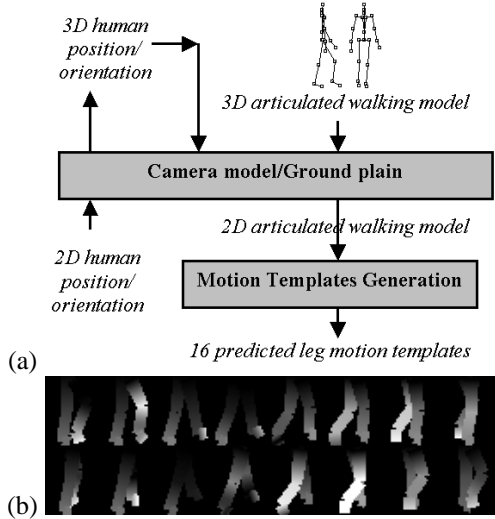 3D human
position/
orientation
3D articulated walking model
Camera model/Ground plain
2D human
position/
orientation
2D articulated walking model
Motion Templates Generation
16 predicted leg motion templates
(a)
(b)